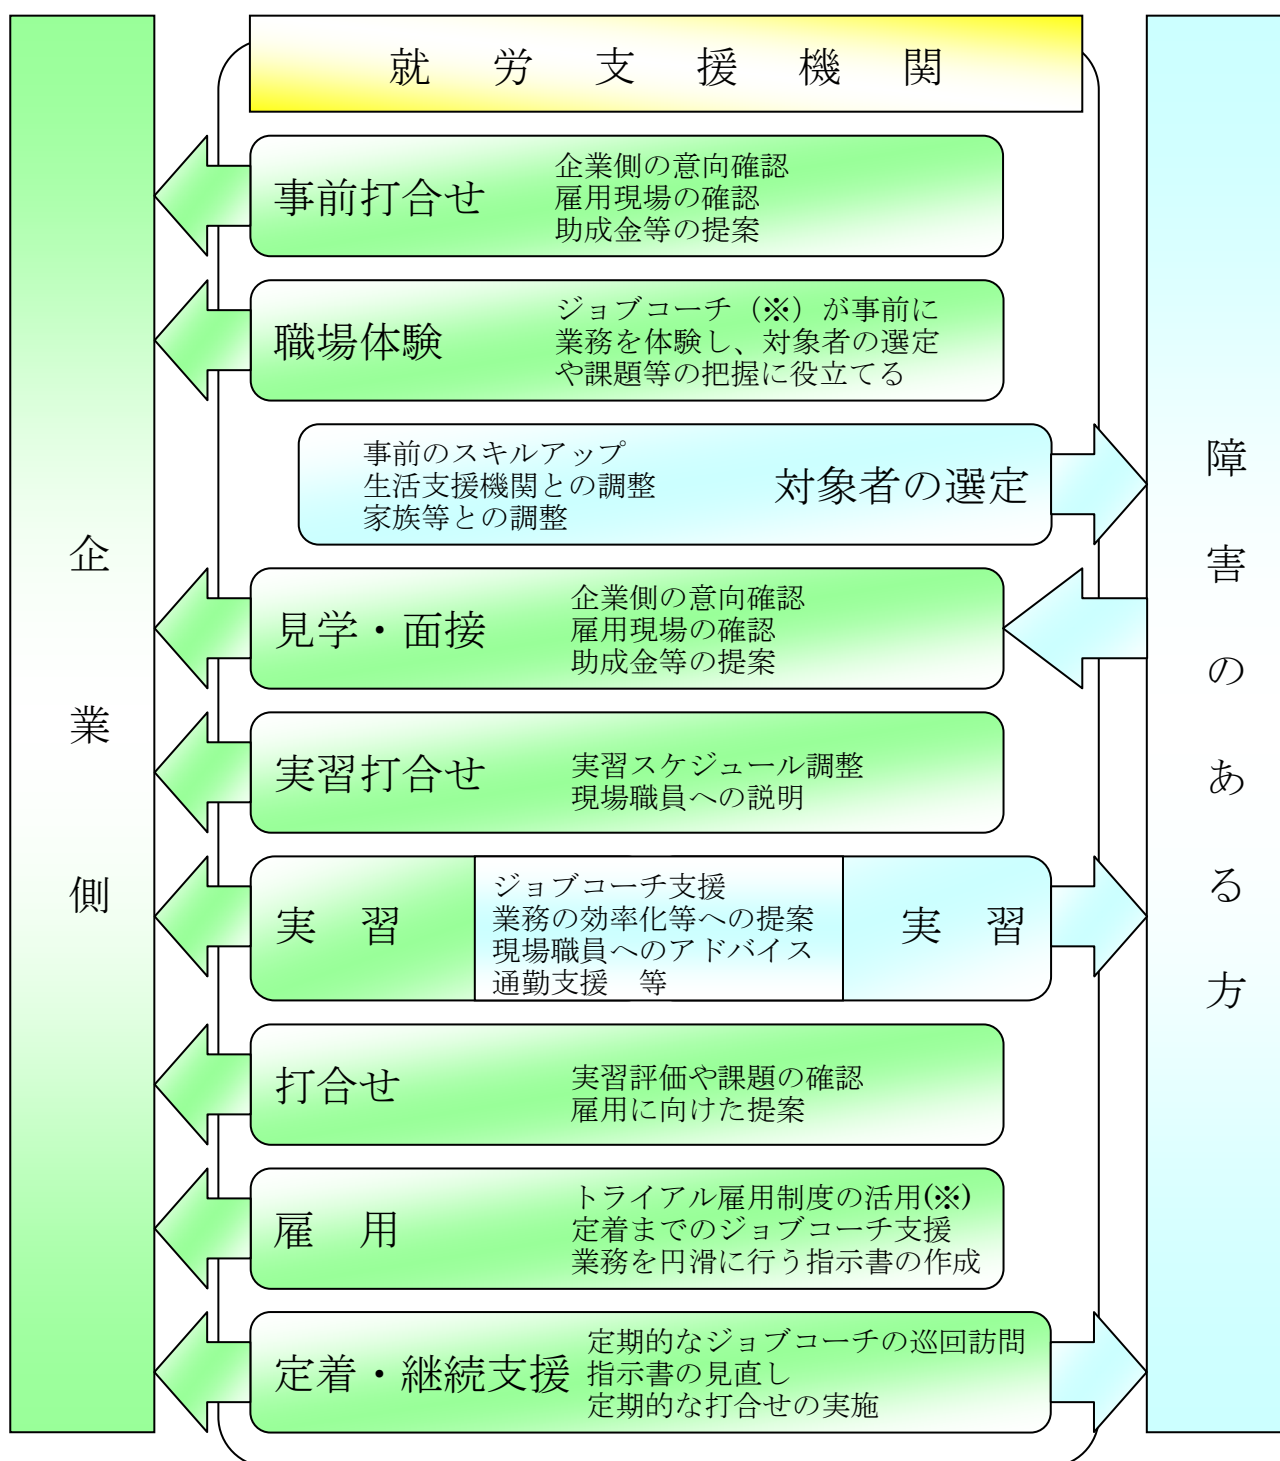 就労支援機関
事前打合せ
企業側の意向確認
雇用現場の確認
助成金等の提案
職場体験
ジョブコーチ（※）が事前に
業務を体験し、対象者の選定
や課題等の把握に役立てる
事前のスキルアップ
生活支援機関との調整
家族等との調整
対象者の選定
見学・面接
企業側の意向確認
雇用現場の確認
助成金等の提案
実習打合せ
実習スケジュール調整
現場職員への説明
実　習
ジョブコーチ支援
業務の効率化等への提案
現場職員へのアドバイス
通勤支援　等
実　習
打合せ
実習評価や課題の確認
雇用に向けた提案
雇　用
トライアル雇用制度の活用(※)
定着までのジョブコーチ支援
業務を円滑に行う指示書の作成
定着・継続支援
定期的なジョブコーチの巡回訪問
指示書の見直し
定期的な打合せの実施
企業側
障害のある方